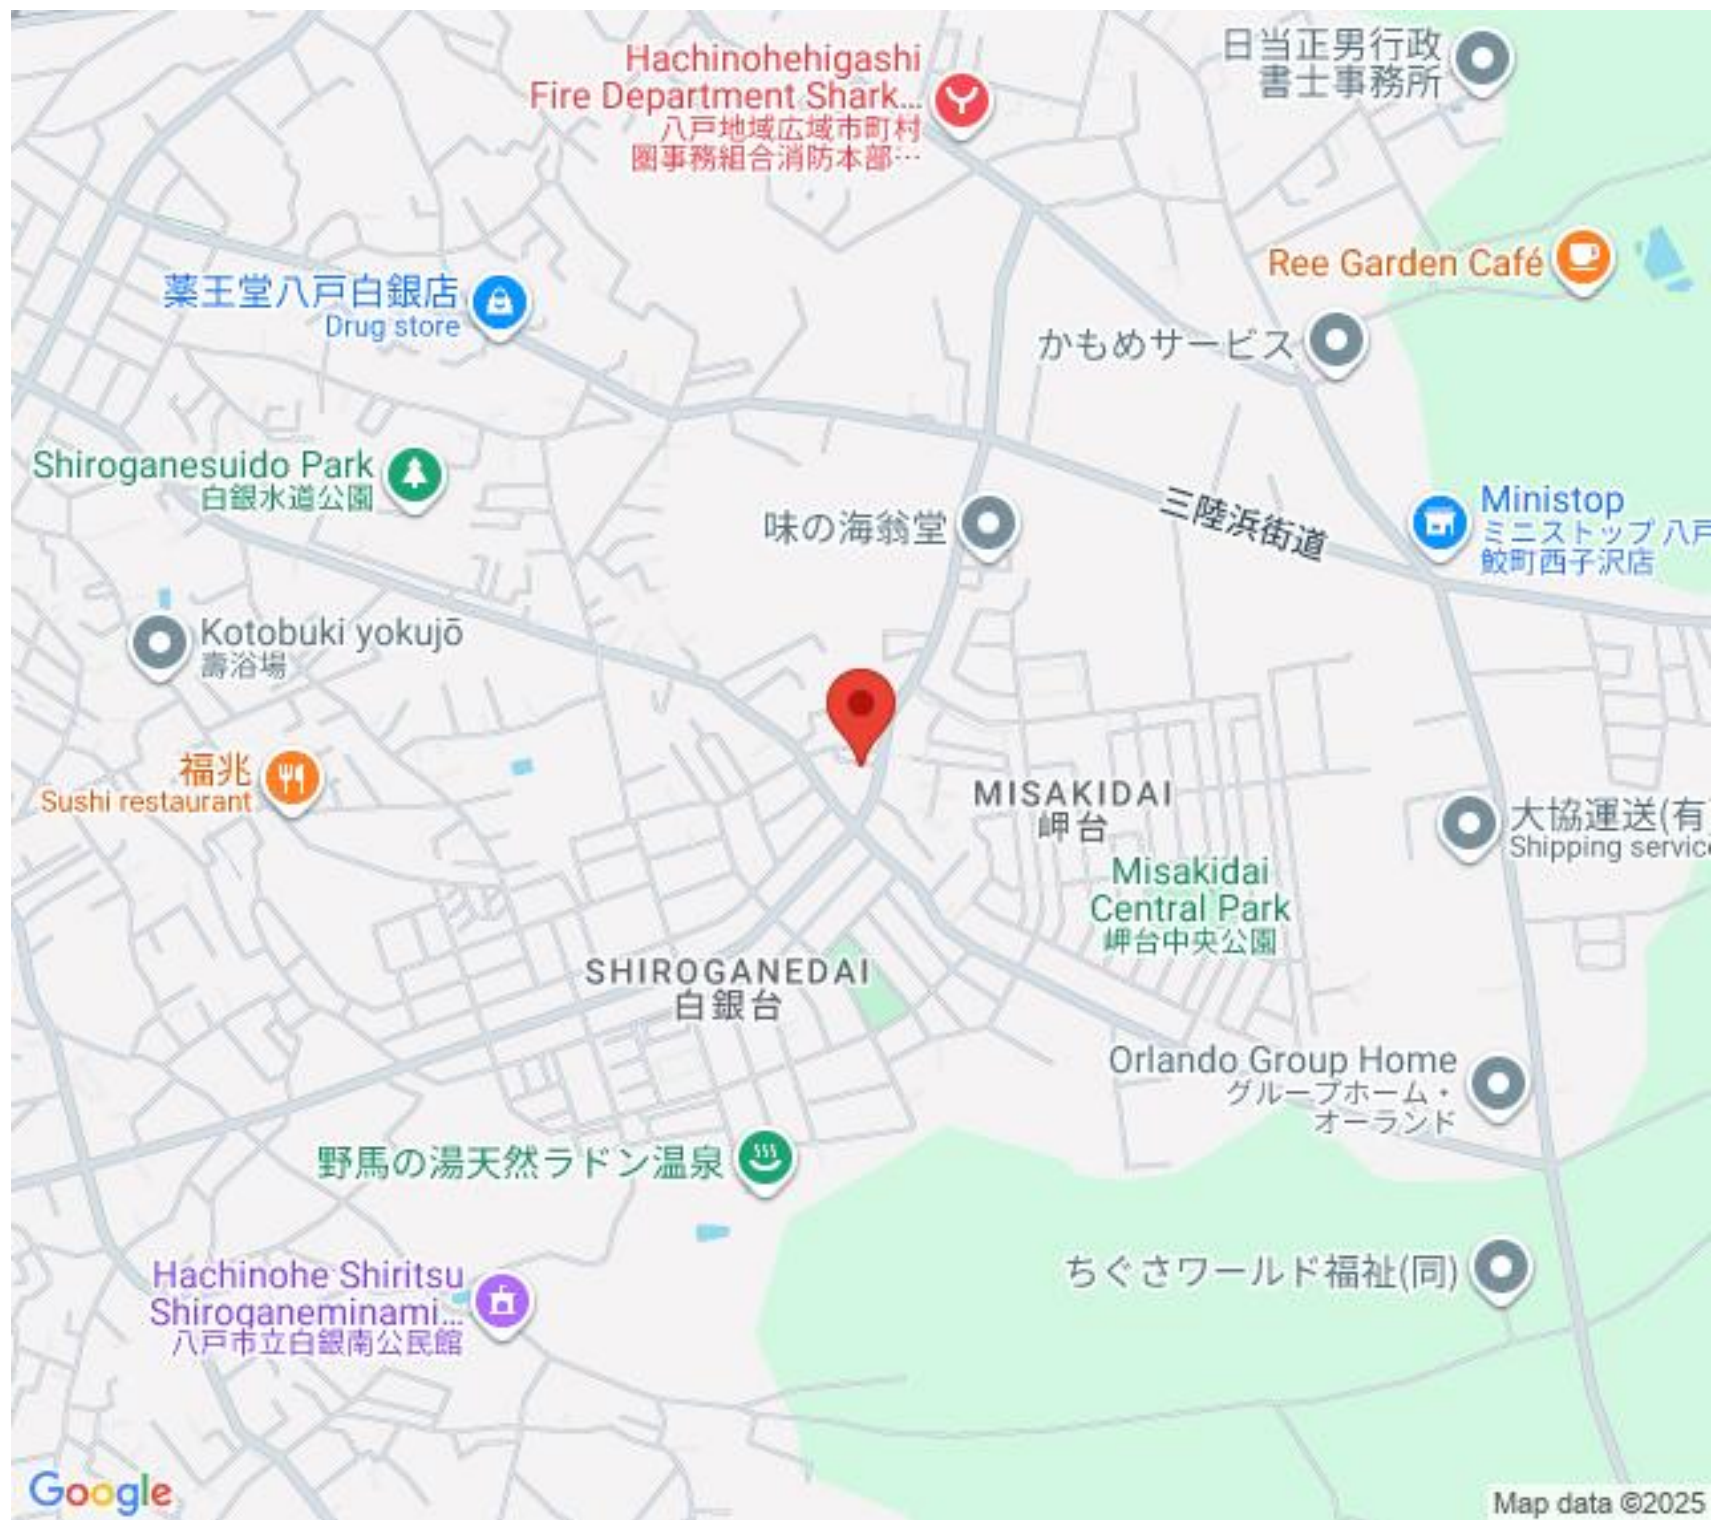 Hachinohehigashi
Fire Department Shark...
八戸地域広域市町村
圏事務組合消防本部…
日当正男行政
書士事務所
Ree Garden Café
薬王堂八戸白銀店
Drug store
かもめサービス
Shiroganesuido Park
白銀水道公園
味の海翁堂
三陸浜街道
Ministop
ミニストップ 八戸
鮫町西子沢店
Kotobuki yokujō
壽浴場
福兆
Sushi restaurant
MISAKIDAI
岬台
大協運送(有)
Shipping service
Misakidai
Central Park
岬台中央公園
SHIROGANEDAI
白銀台
Orlando Group Home
グループホーム・
オーランド
野馬の湯天然ラドン温泉
Hachinohe Shiritsu
Shiroganeminami...
八戸市立白銀南公民館
ちぐさワールド福祉(同)
Google
Map data ©2025